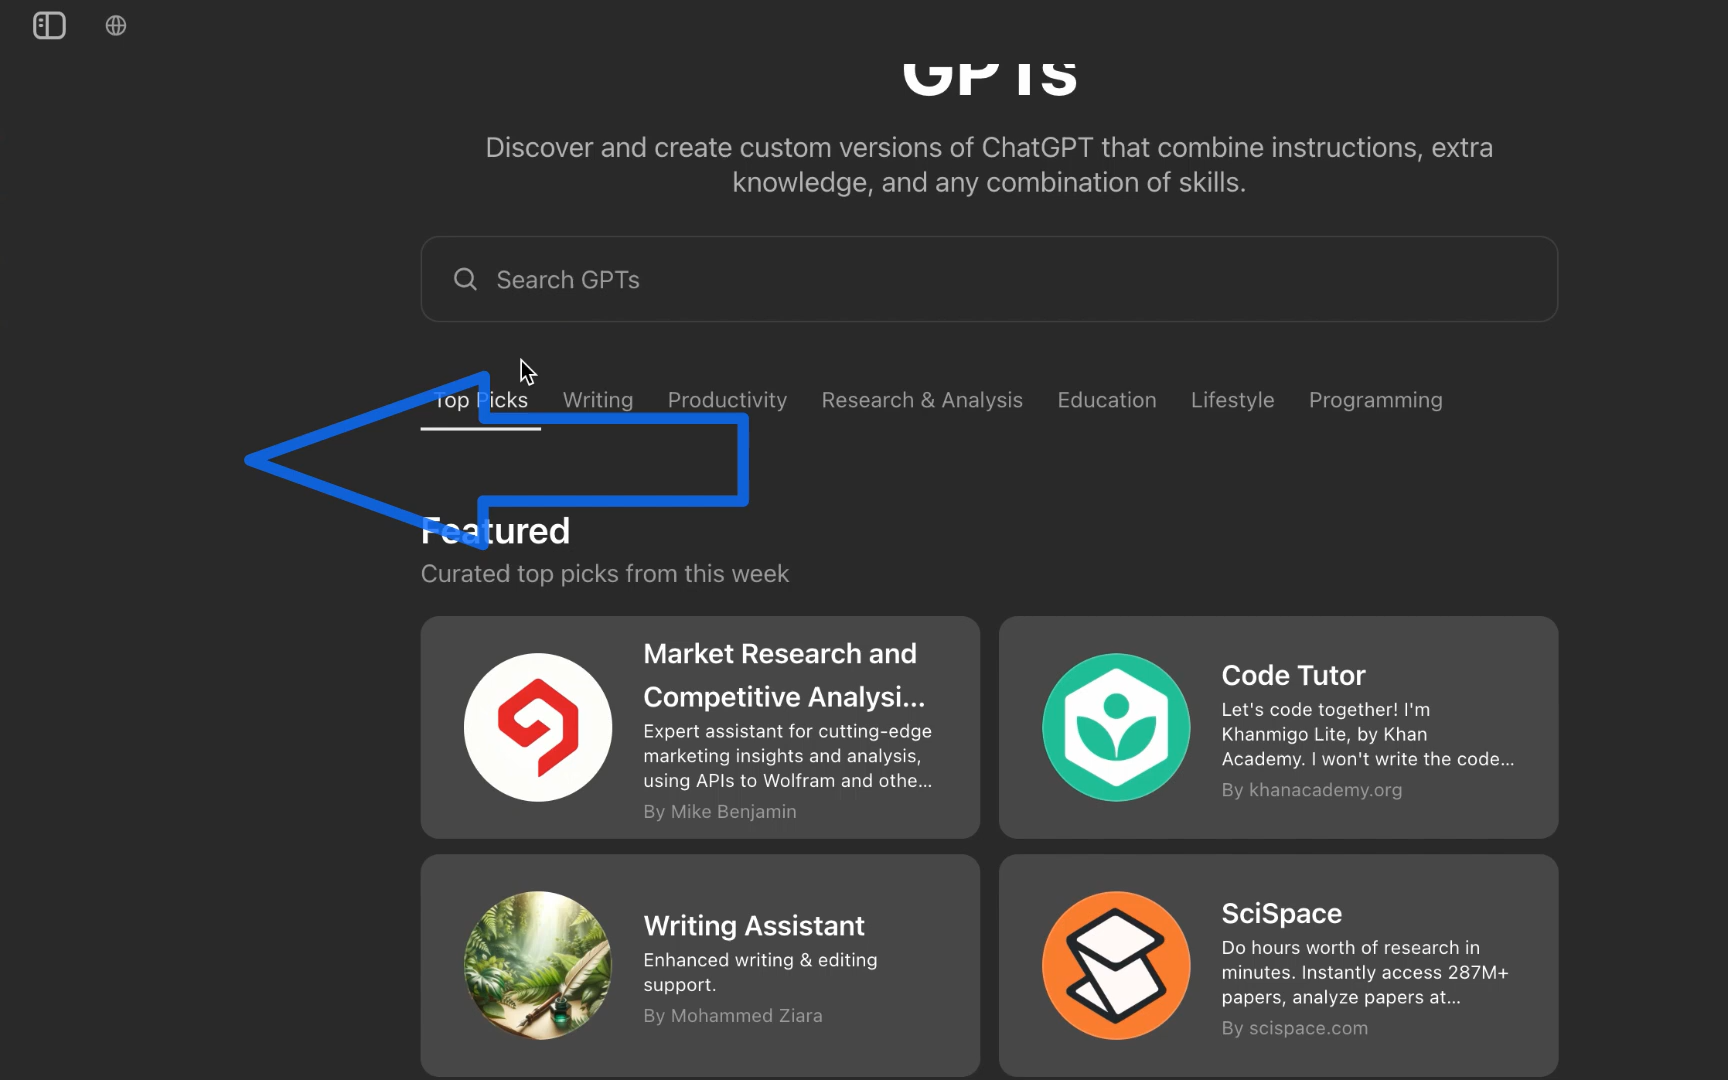 GPTs
Discover and create custom versions of ChatGPT that combine instructions, extra
knowledge, and any combination of skills.
Search GPTs
Top Picks Writing Productivity Research & Analysis Education Lifestyle Programming
Featured
Curated top picks from this week
Market Research and
Competitive Analysi...
Expert assistant for cutting-edge
marketing insights and analysis,
using APIs to Wolfram and othe...
By Mike Benjamin
Code Tutor
Let's code together! I'm
Khanmigo Lite, by Khan
Academy. I won't write the code...
By khanacademy.org
Writing Assistant
Enhanced writing & editing
support.
By Mohammed Ziara
SciSpace
Do hours worth of research in
minutes. Instantly access 287M+
papers, analyze papers at...
By scispace.com